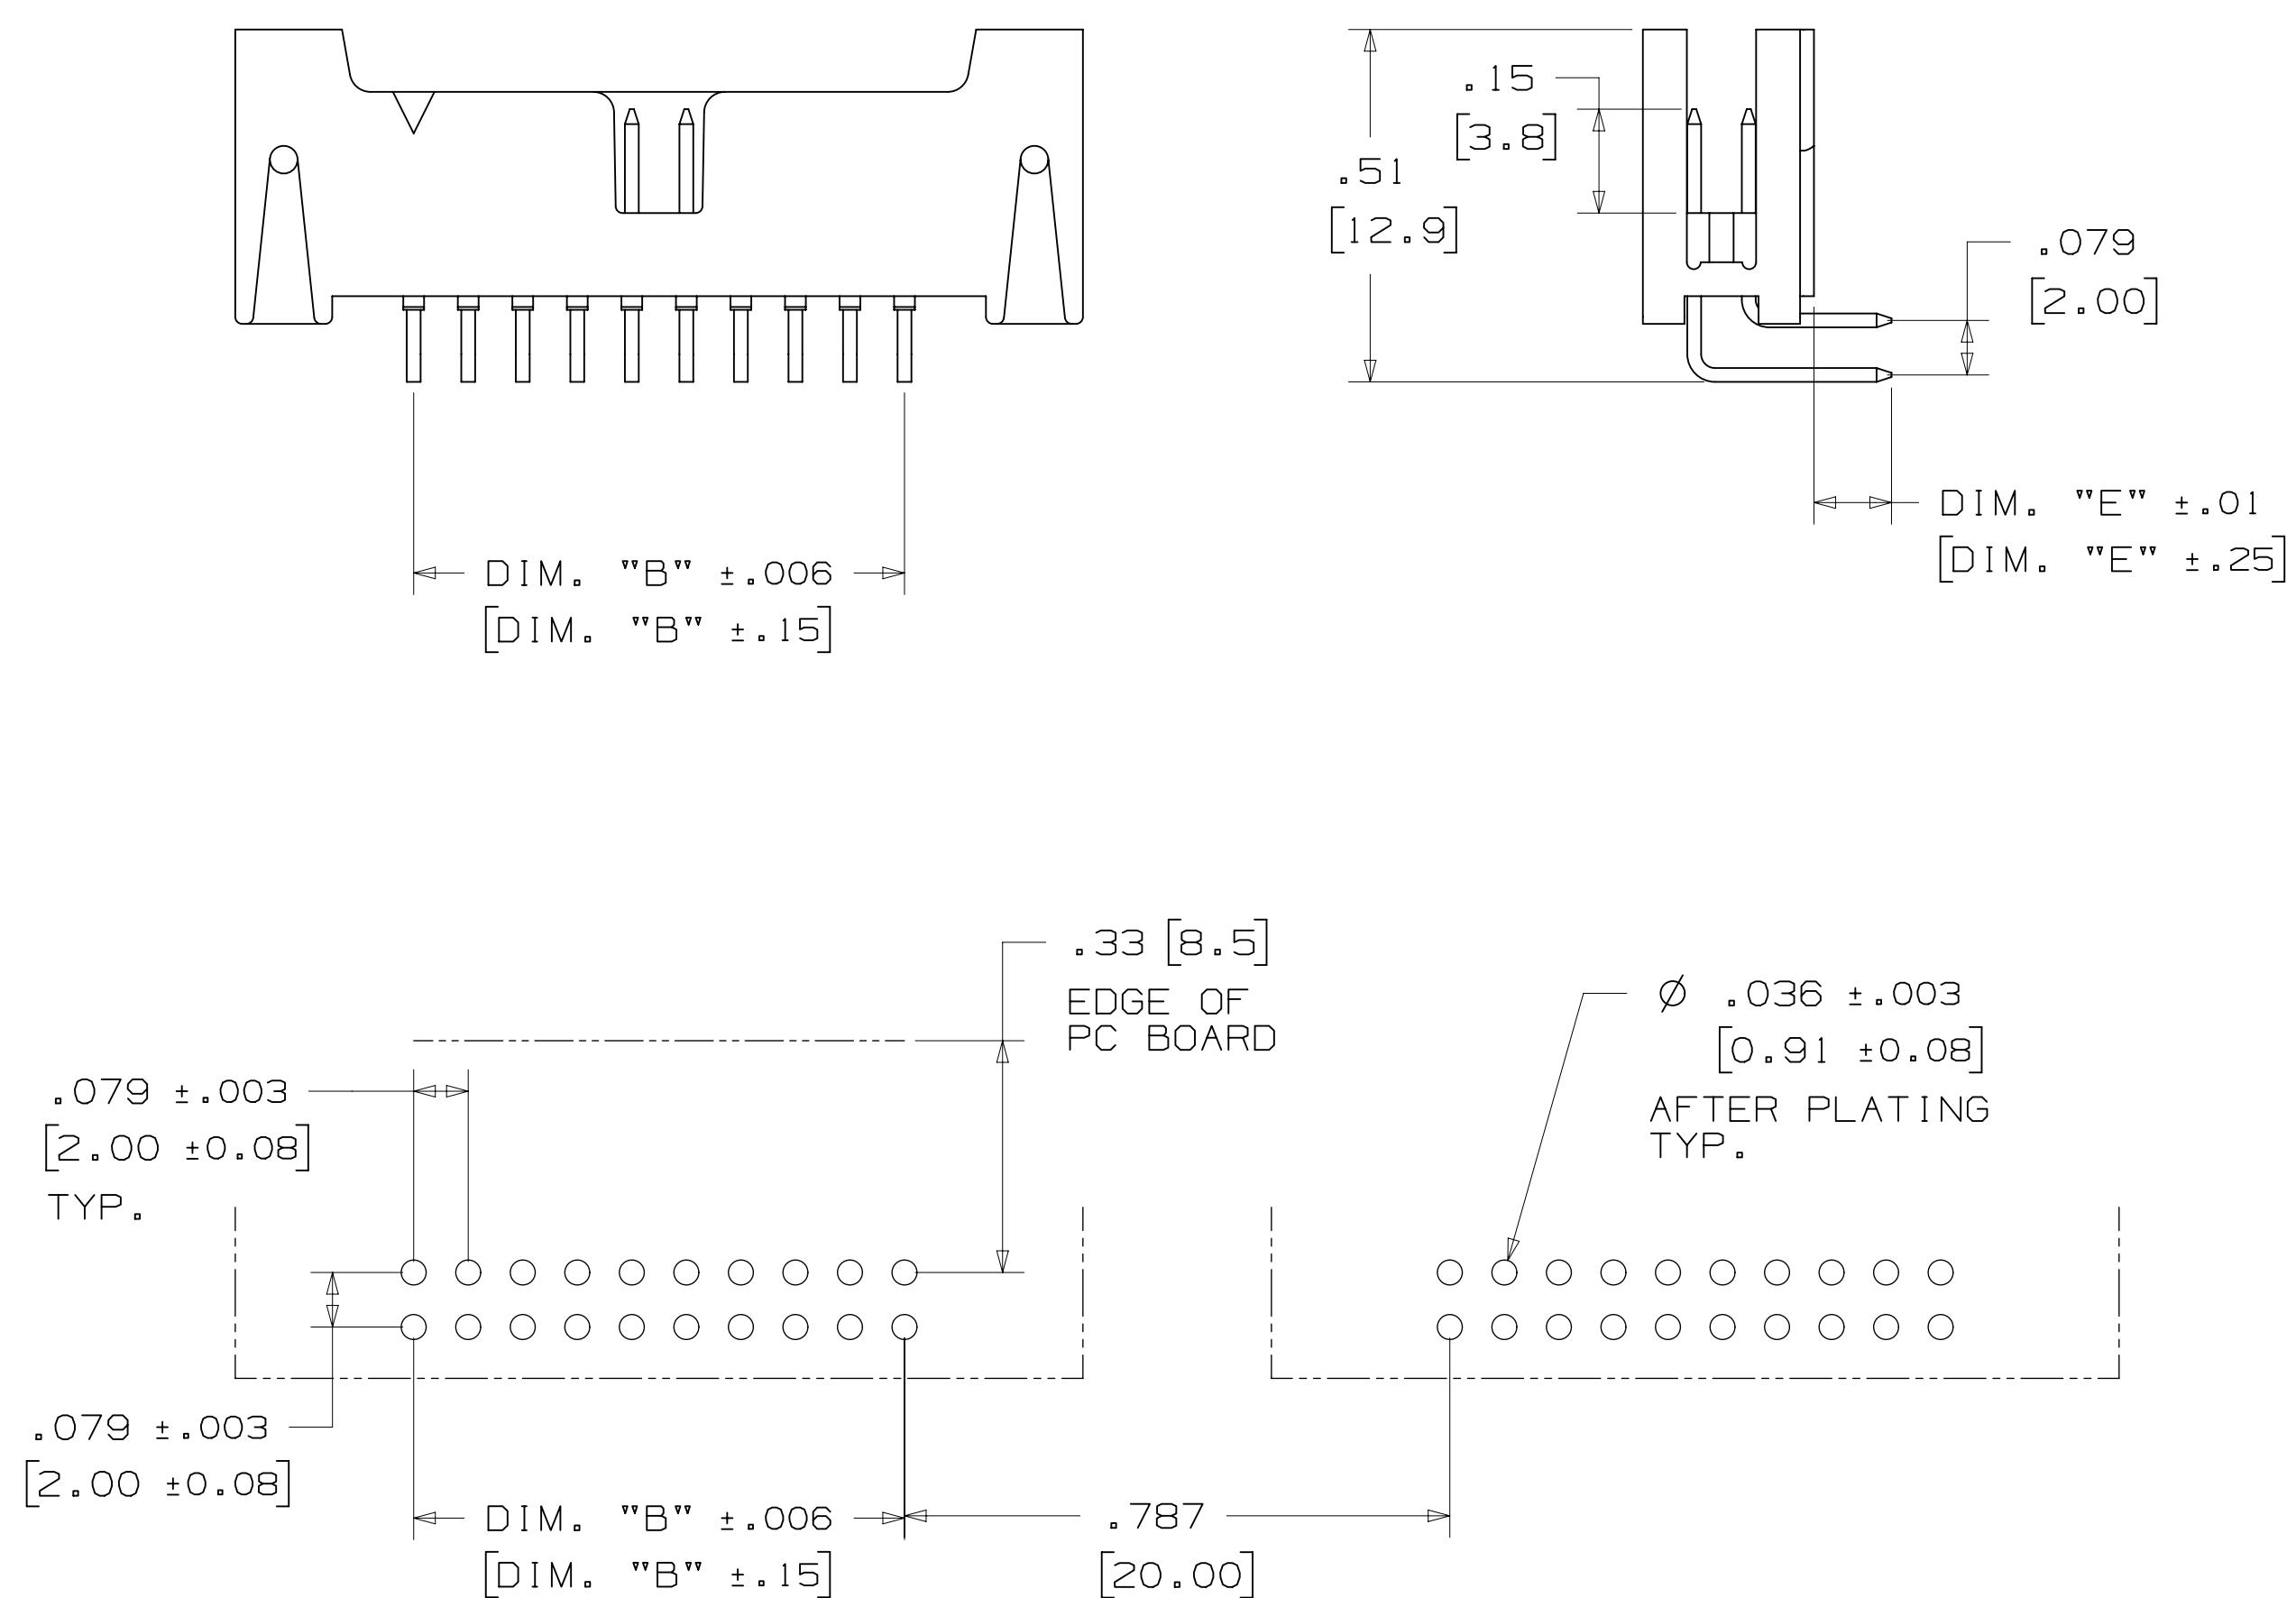 .15
[3.8]
.51
[12.9]
.079
[2.00]
DIM. "E" ±.01
[DIM. "E" ±.25]
DIM. "B" ±.006
[DIM. "B" ±.15]
.33 [8.5]
EDGE OF
PC BOARD
Ø .036 ±.003
[0.91 ±0.08]
AFTER PLATING
TYP.
.079 ±.003
[2.00 ±0.08]
TYP.
.079 ±.003
[2.00 ±0.08]
DIM. "B" ±.006
[DIM. "B" ±.15]
.787
[20.00]